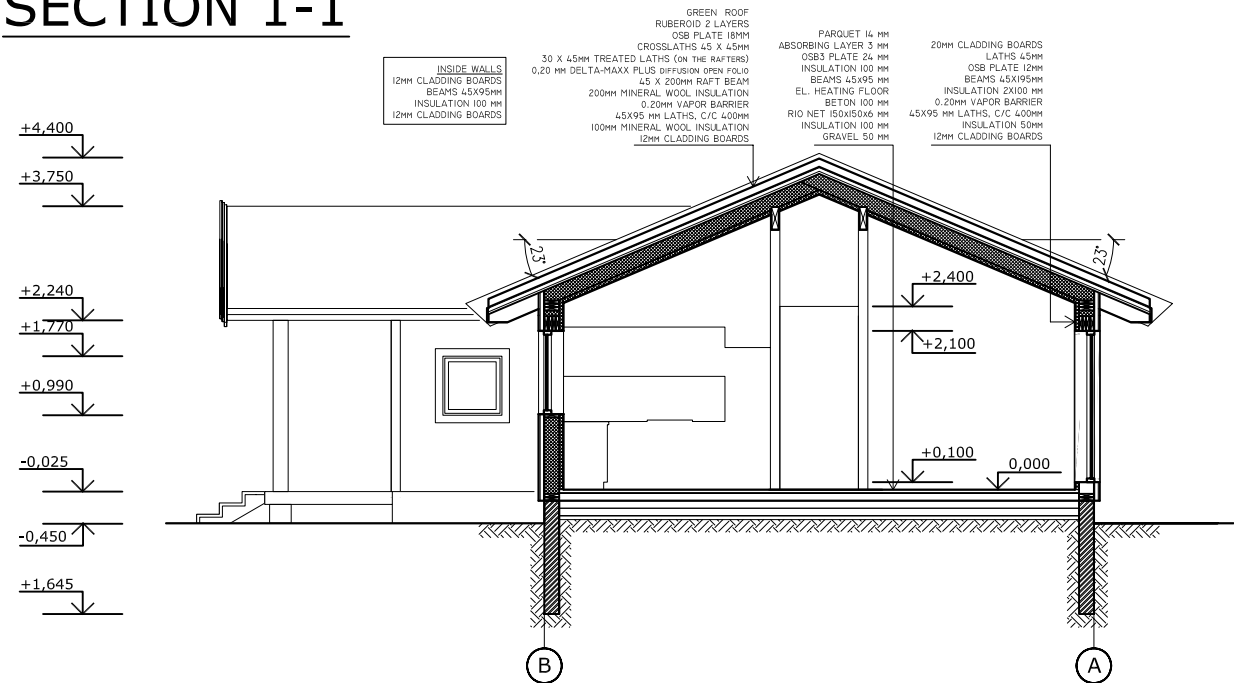 SECTION 1-1
INSIDE WALLS
12MM CLADDING BOARDS
BEAMS 45X95MM
INSULATION 100 MM
12MM CLADDING BOARDS
GREEN ROOF
RUBEROID 2 LAYERS
OSB PLATE 18MM
CROSSLATHS 45 X 45MM
30 X 45MM TREATED LATHS (ON THE RAFTERS)
0,20 MM DELTA-MAXX PLUS DIFFUSION OPEN FOLIO
45 X 200MM RAFT BEAM
200MM MINERAL WOOL INSULATION
0.20MM VAPOR BARRIER
45X95 MM LATHS, C/C 400MM
100MM MINERAL WOOL INSULATION
12MM CLADDING BOARDS
PARQUET 14 MM
ABSORBING LAYER 3 MM
OSB3 PLATE 24 MM
INSULATION 100 MM
BEAMS 45X95 MM
EL. HEATING FLOOR
BETON 100 MM
RIO NET 150X150X6 MM
INSULATION 100 MM
GRAVEL 50 MM
20MM CLADDING BOARDS
LATHS 45MM
OSB PLATE 12MM
BEAMS 45X195MM
INSULATION 2X100 MM
0.20MM VAPOR BARRIER
45X95 MM LATHS, C/C 400MM
INSULATION 50MM
12MM CLADDING BOARDS
+4,400
+3,750
+2,240
+1,770
+0,990
-0,025
-0,450
+1,645
23°
23°
+2,400
+2,100
+0,100
0,000
B
A